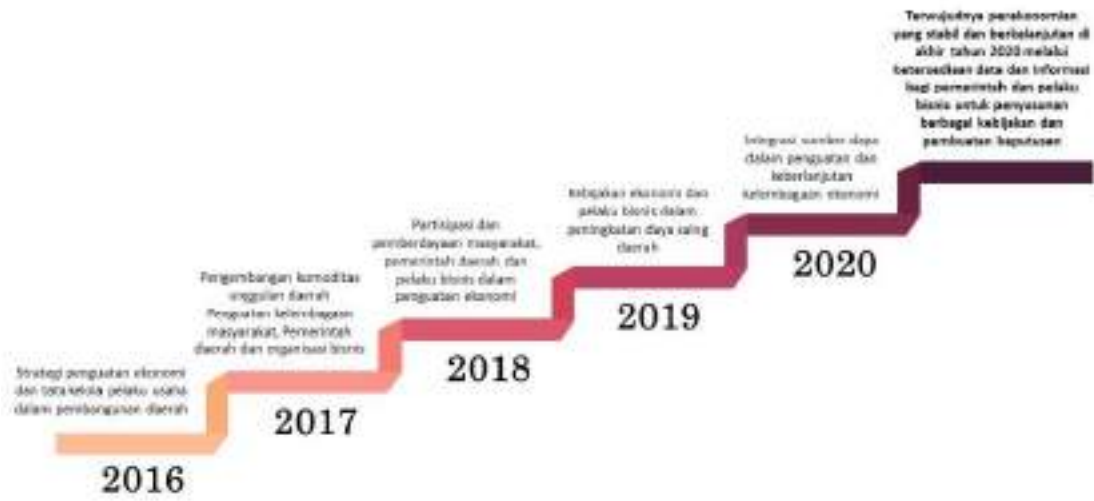 Strategi penguatan ekonomi
dan tata kelola pelaku usaha
dalam pembangunan daerah
2016
Pengembangan komoditas
unggulan daerah
Penguatan kelembagaan
masyarakat, Pemerintah
daerah dan organisasi bisnis
2017
Partisipasi dan
pemberdayaan masyarakat,
pemerintah daerah dan
pelaku bisnis dalam
penguatan ekonomi
2018
Kebijakan ekonomi dan
pelaku bisnis dalam
peningkatan daya saing
daerah
2019
Integrasi sumber daya
dalam penguatan dan
keberlanjutan
kelembagaan ekonomi
2020
Terwujudnya perekonomian
yang stabil dan berkelanjutan di
akhir tahun 2020 melalui
ketersediaan data dan informasi
bagi pemerintah dan pelaku
bisnis untuk penyusunan
berbagai kebijakan dan
pembuatan keputusan